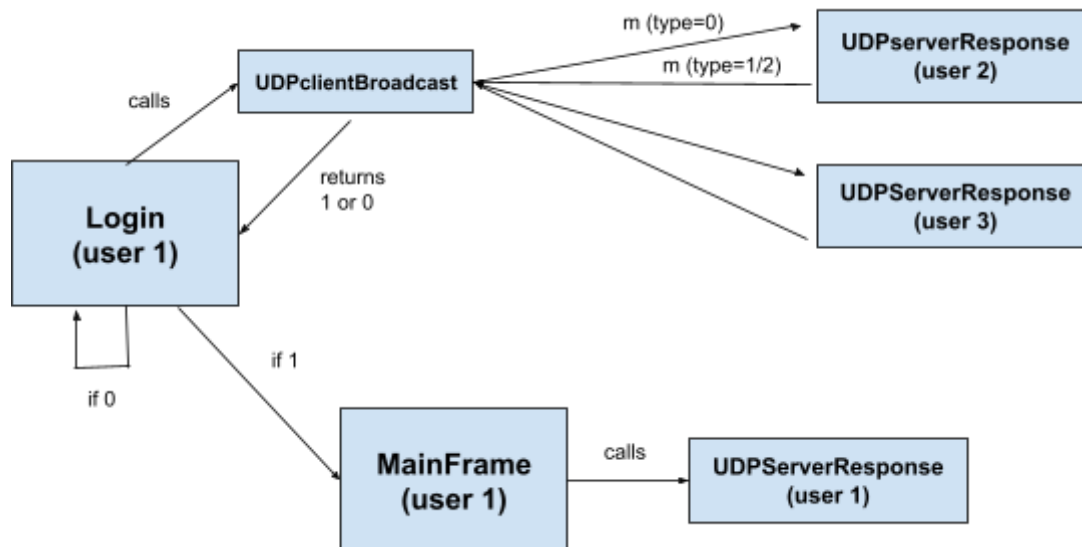 m (type=0)
UDPserverResponse
(user 2)
m (type=1/2)
UDPclientBroadcast
calls
UDPServerResponse
(user 3)
returns
1 or 0
Login
(user 1)
if 1
if 0
MainFrame
(user 1)
calls
UDPServerResponse
(user 1)